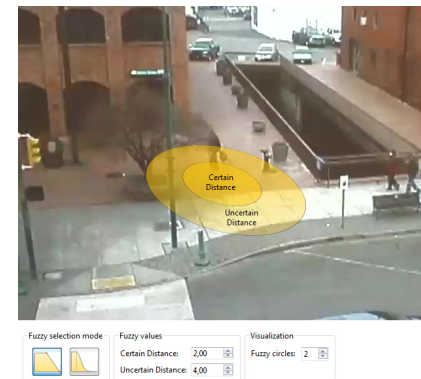 Certain
Distance
Uncertain
Distance
Fuzzy selection mode
Fuzzy values
Visualization
Certain Distance: 2,00
Fuzzy circles: 2
Uncertain Distance: 4,00